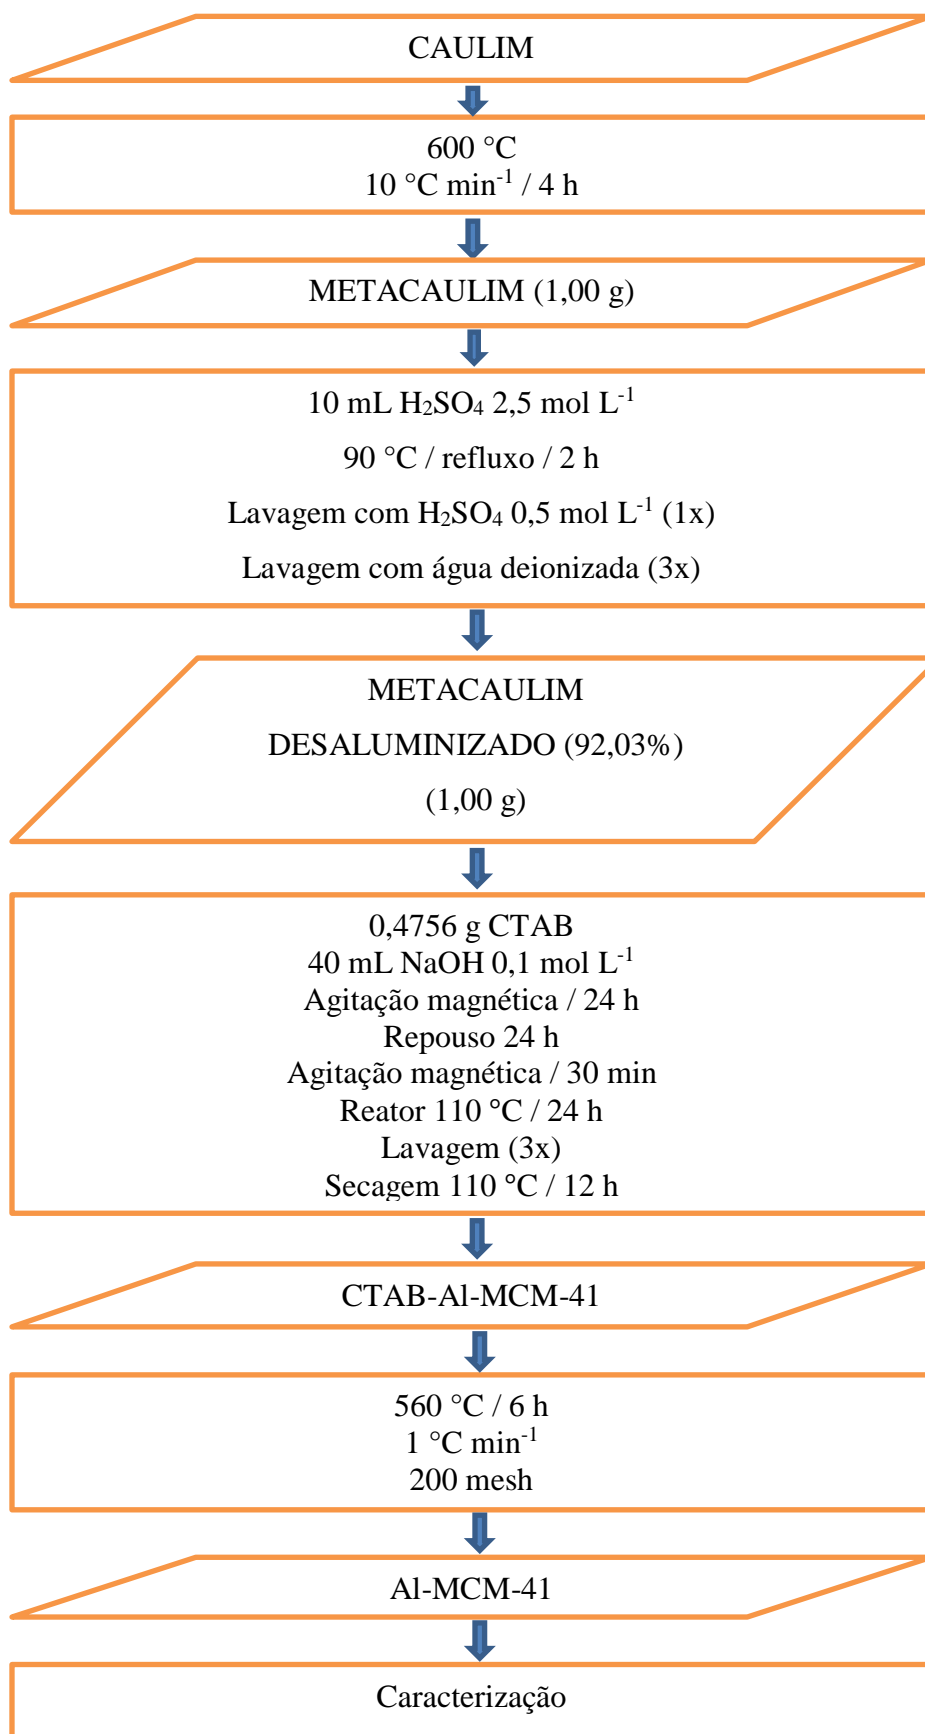 CAULIM
600 °C
10 °C min⁻¹ / 4 h
METACAULIM (1,00 g)
10 mL H₂SO₄ 2,5 mol L⁻¹
90 °C / refluxo / 2 h
Lavagem com H₂SO₄ 0,5 mol L⁻¹ (1x)
Lavagem com água deionizada (3x)
METACAULIM
DESALUMINIZADO (92,03%)
(1,00 g)
0,4756 g CTAB
40 mL NaOH 0,1 mol L⁻¹
Agitação magnética / 24 h
Repouso 24 h
Agitação magnética / 30 min
Reator 110 °C / 24 h
Lavagem (3x)
Secagem 110 °C / 12 h
CTAB-Al-MCM-41
560 °C / 6 h
1 °C min⁻¹
200 mesh
Al-MCM-41
Caracterização